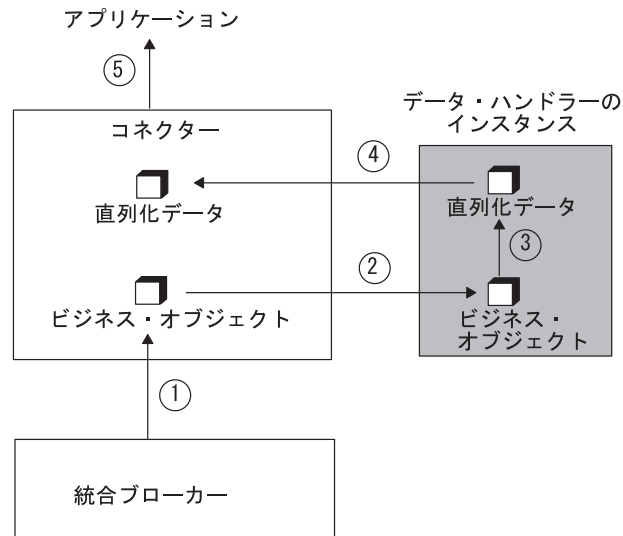 アプリケーション
⑤
コネクター
データ・ハンドラーの
インスタンス
④
直列化データ
直列化データ
③
②
ビジネス・オブジェクト
ビジネス・
オブジェクト
①
統合ブローカー